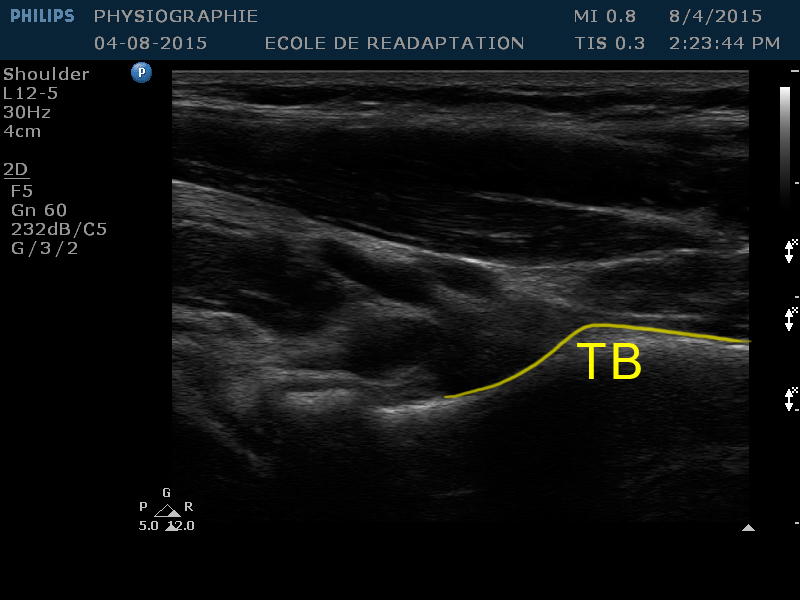 PHILIPS PHYSIOGRAPHIE MI 0.8 8/4/2015
04-08-2015 ECOLE DE READAPTATION TIS 0.3 2:23:44 PM
Shoulder P
L12-5
30Hz
4cm
2D
F5
Gn 60
232dB/C5
G/3/2
TB
G
P R
5.0 12.0